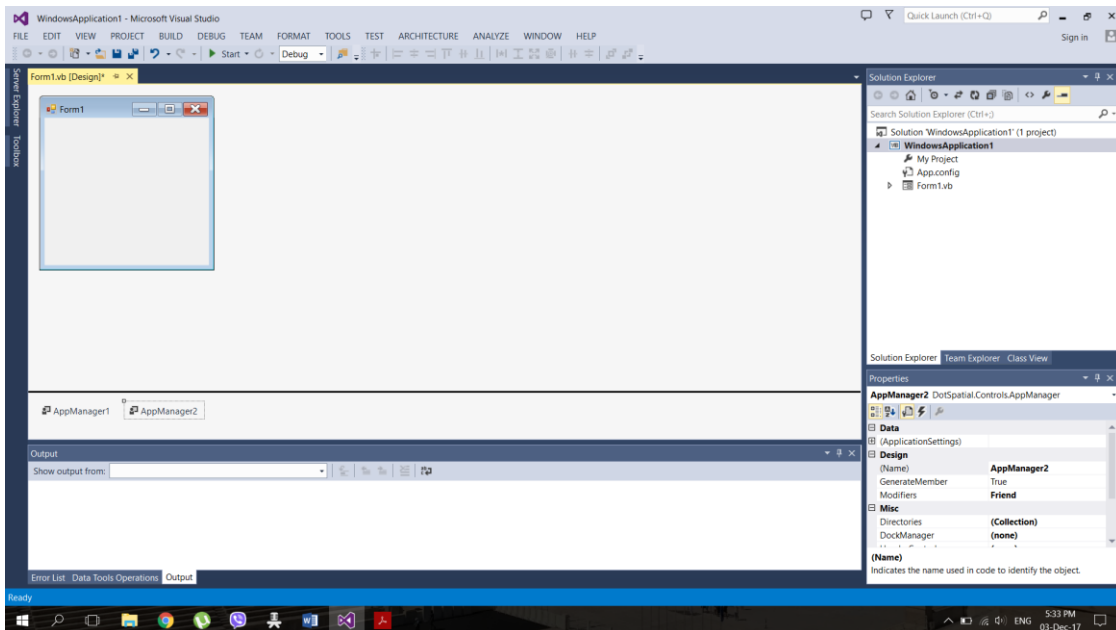 WindowsApplication1 - Microsoft Visual Studio
Quick Launch (Ctrl+Q)
FILE EDIT VIEW PROJECT BUILD DEBUG TEAM FORMAT TOOLS TEST ARCHITECTURE ANALYZE WINDOW HELP
Sign in
Start
Debug
Server Explorer
Toolbox
Form1.vb [Design]*
Form1
AppManager1
AppManager2
Output
Show output from:
Error List Data Tools Operations Output
Solution Explorer
Search Solution Explorer (Ctrl+;)
Solution 'WindowsApplication1' (1 project)
WindowsApplication1
My Project
App.config
Form1.vb
Solution Explorer Team Explorer Class View
Properties
AppManager2 DotSpatial.Controls.AppManager
Data
(ApplicationSettings)
Design
(Name) AppManager2
GenerateMember True
Modifiers Friend
Misc
Directories (Collection)
DockManager (none)
(Name)
Indicates the name used in code to identify the object.
Ready
ENG
5:33 PM
03-Dec-17